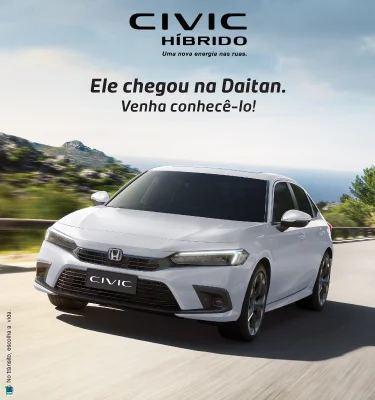 CIVIC
HÍBRIDO
Uma nova energia nas ruas.
Ele chegou na Daitan.
Venha conhecê-lo!
CIVIC
No trânsito, escolha a vida.